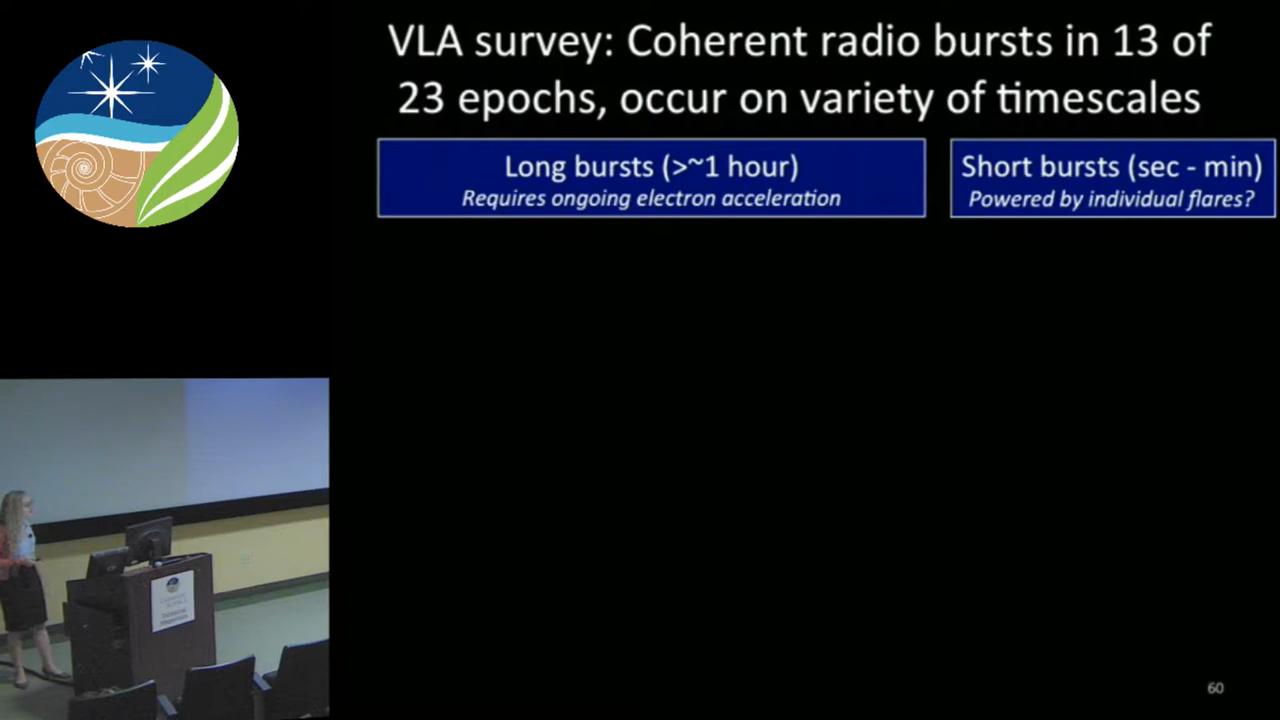 VLA survey: Coherent radio bursts in 13 of
23 epochs, occur on variety of timescales
Long bursts (>~1 hour)
Requires ongoing electron acceleration
Short bursts (sec - min)
Powered by individual flares?
60